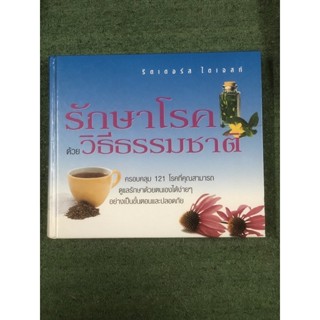 รีดเดอร์ส ไดเจสท์
รักษาโรค
ด้วย วิธีธรรมชาติ
ครอบคลุม 121 โรคที่คุณสามารถ
ดูแลรักษาด้วยตนเองได้ง่ายๆ
อย่างเป็นขั้นตอนและปลอดภัย